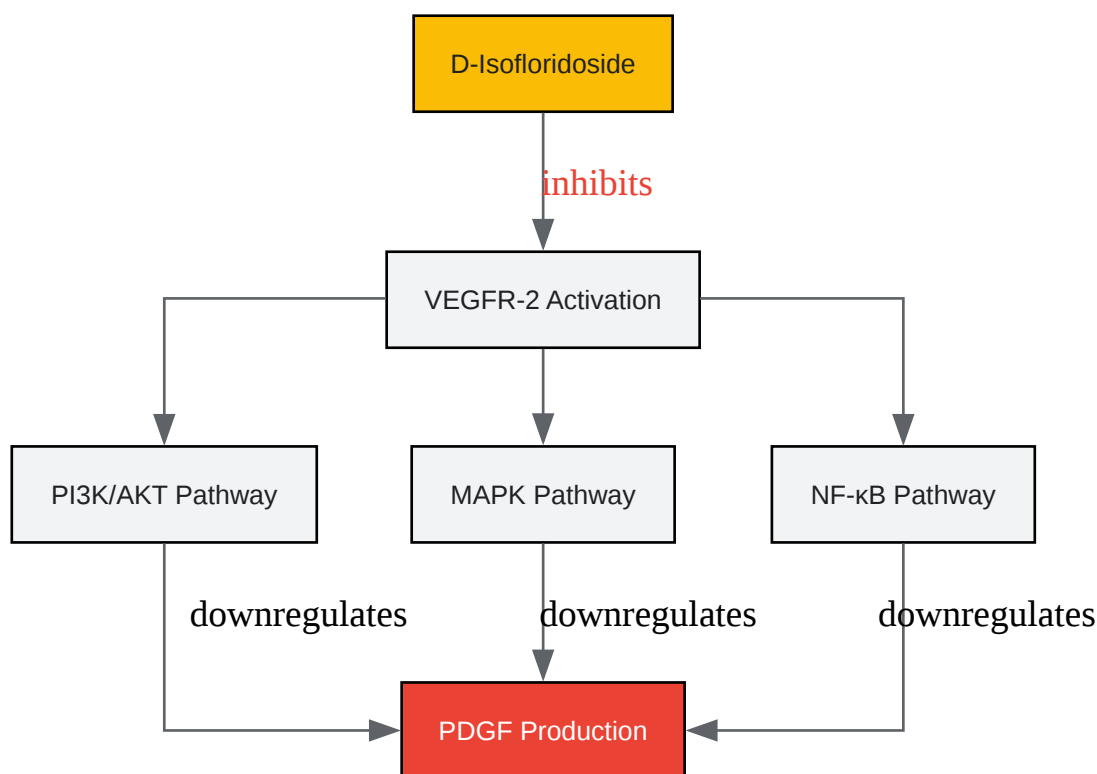 D-Isofloridoside
inhibits
VEGFR-2 Activation
PI3K/AKT Pathway
MAPK Pathway
NF-κB Pathway
downregulates
downregulates
downregulates
PDGF Production